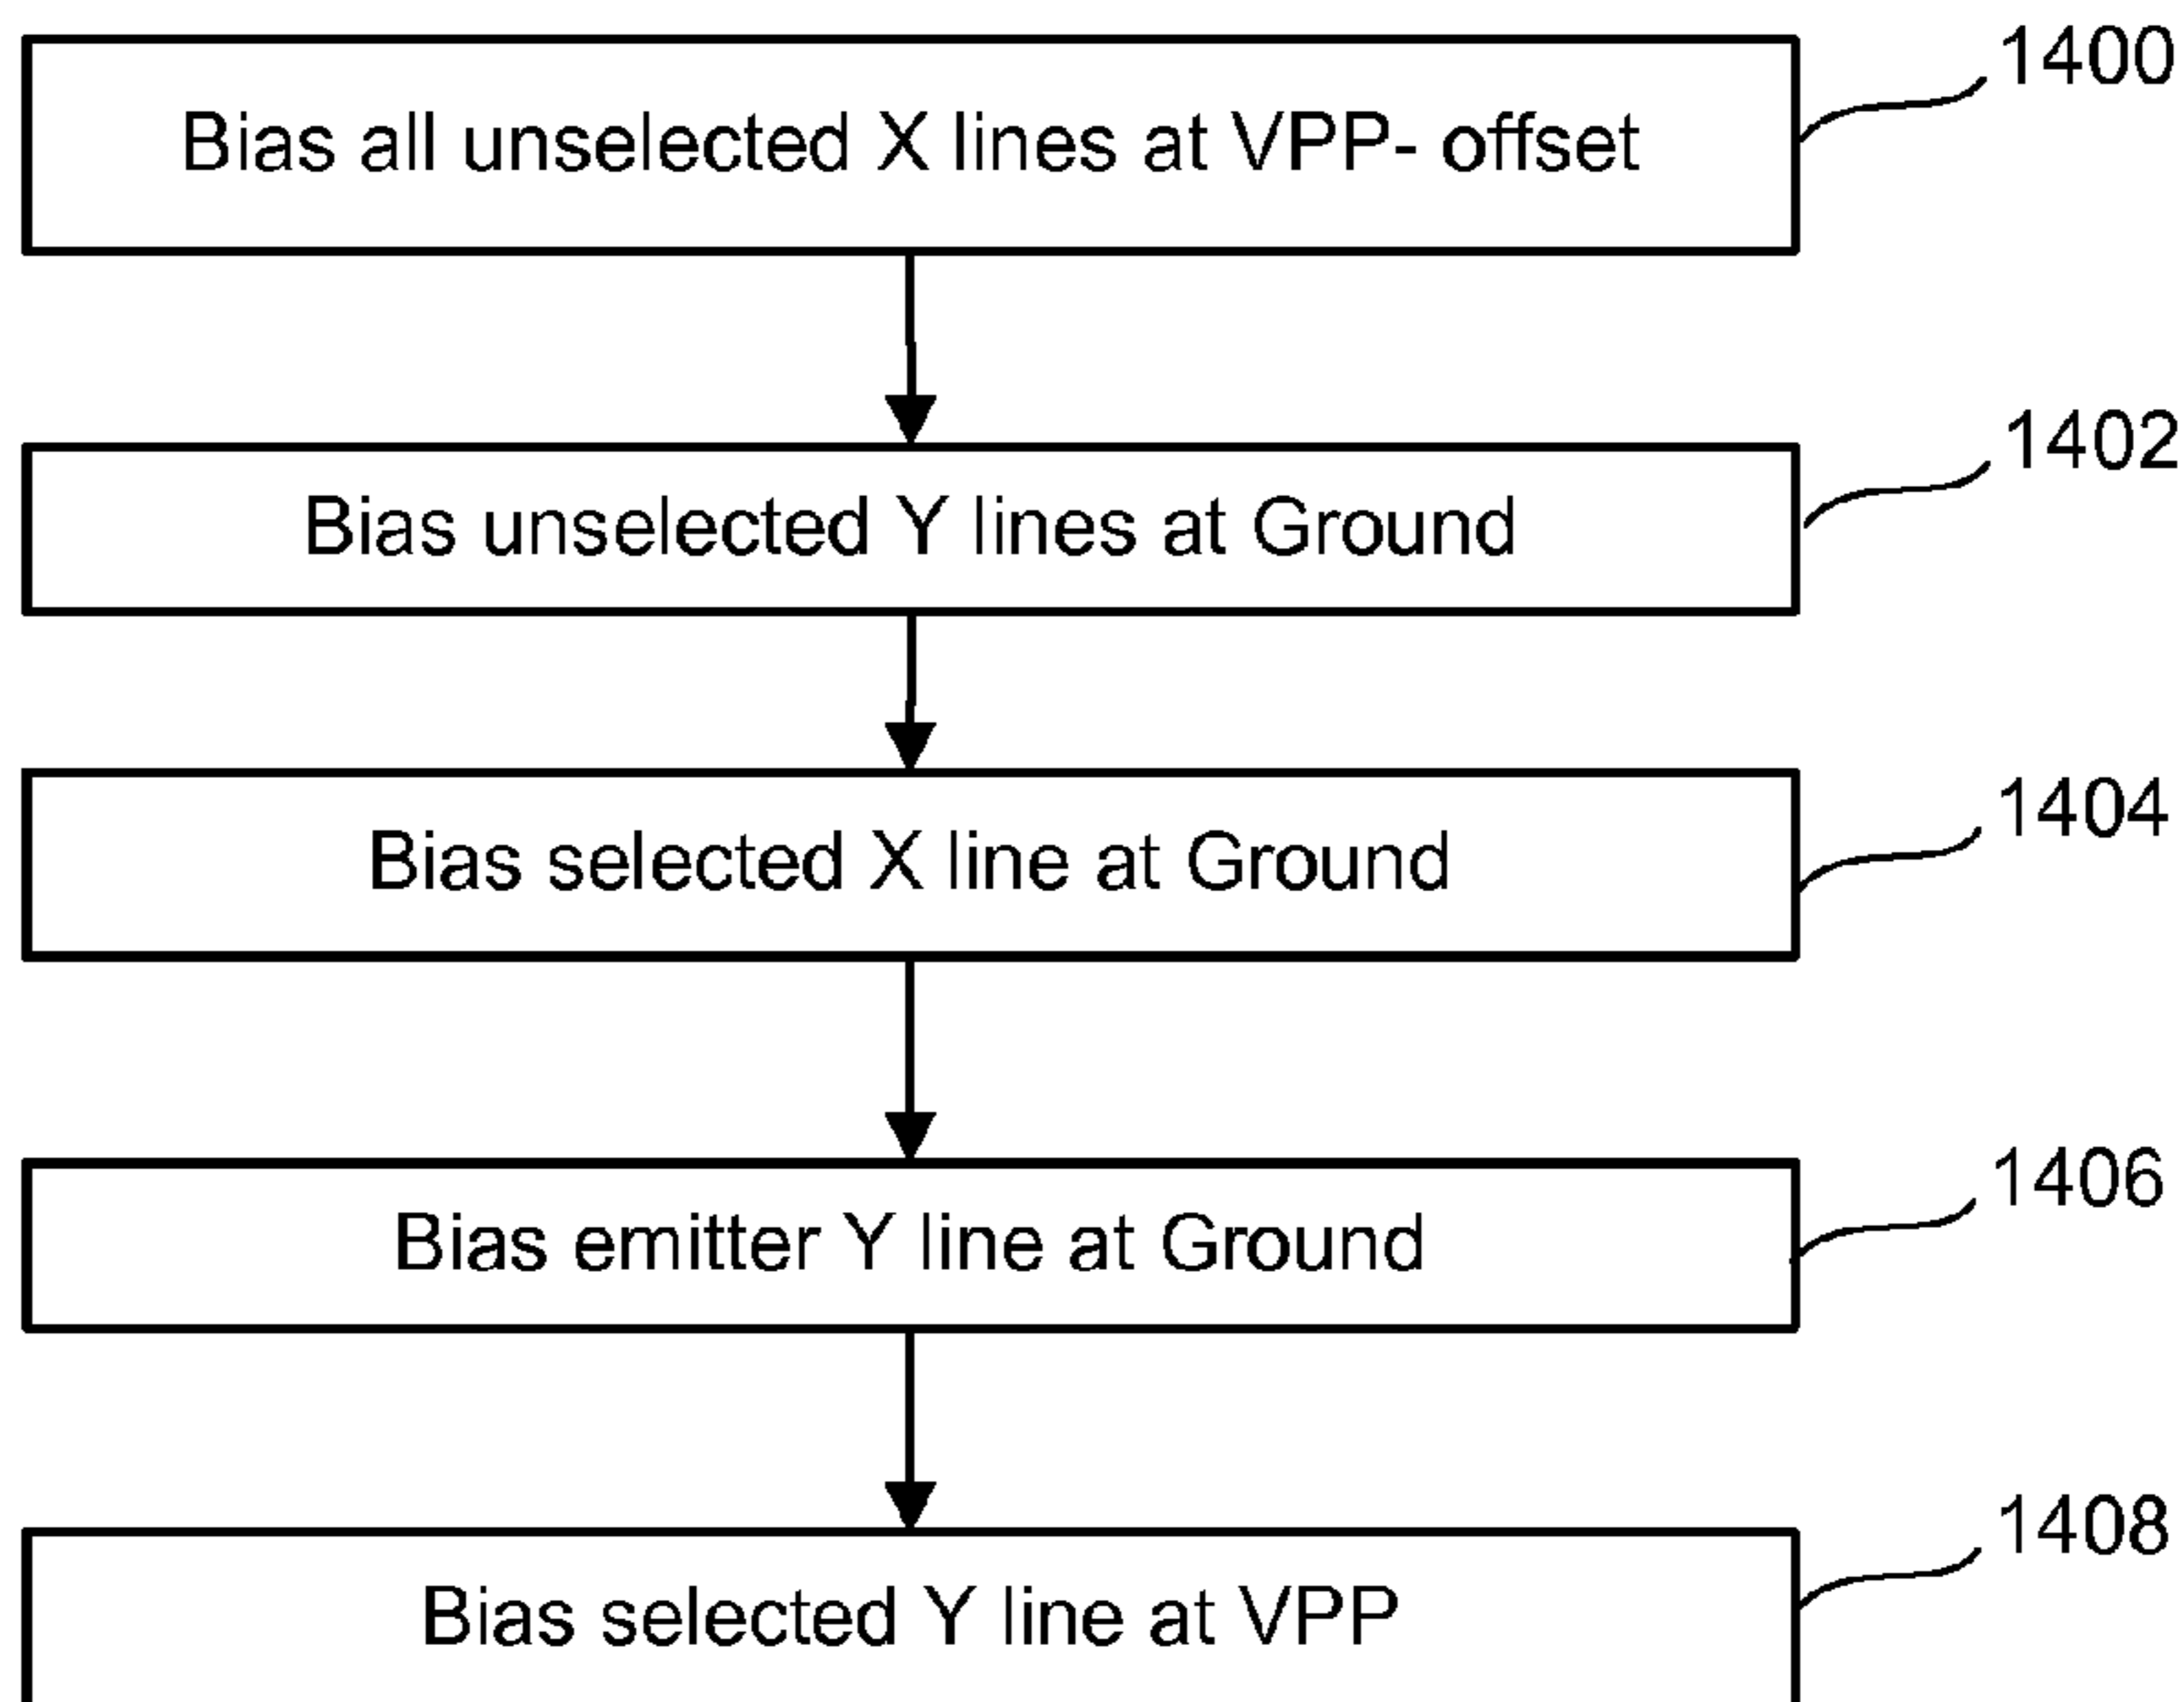 1400
Bias all unselected X lines at VPP- offset
1402
Bias unselected Y lines at Ground
1404
Bias selected X line at Ground
1406
Bias emitter Y line at Ground
1408
Bias selected Y line at VPP